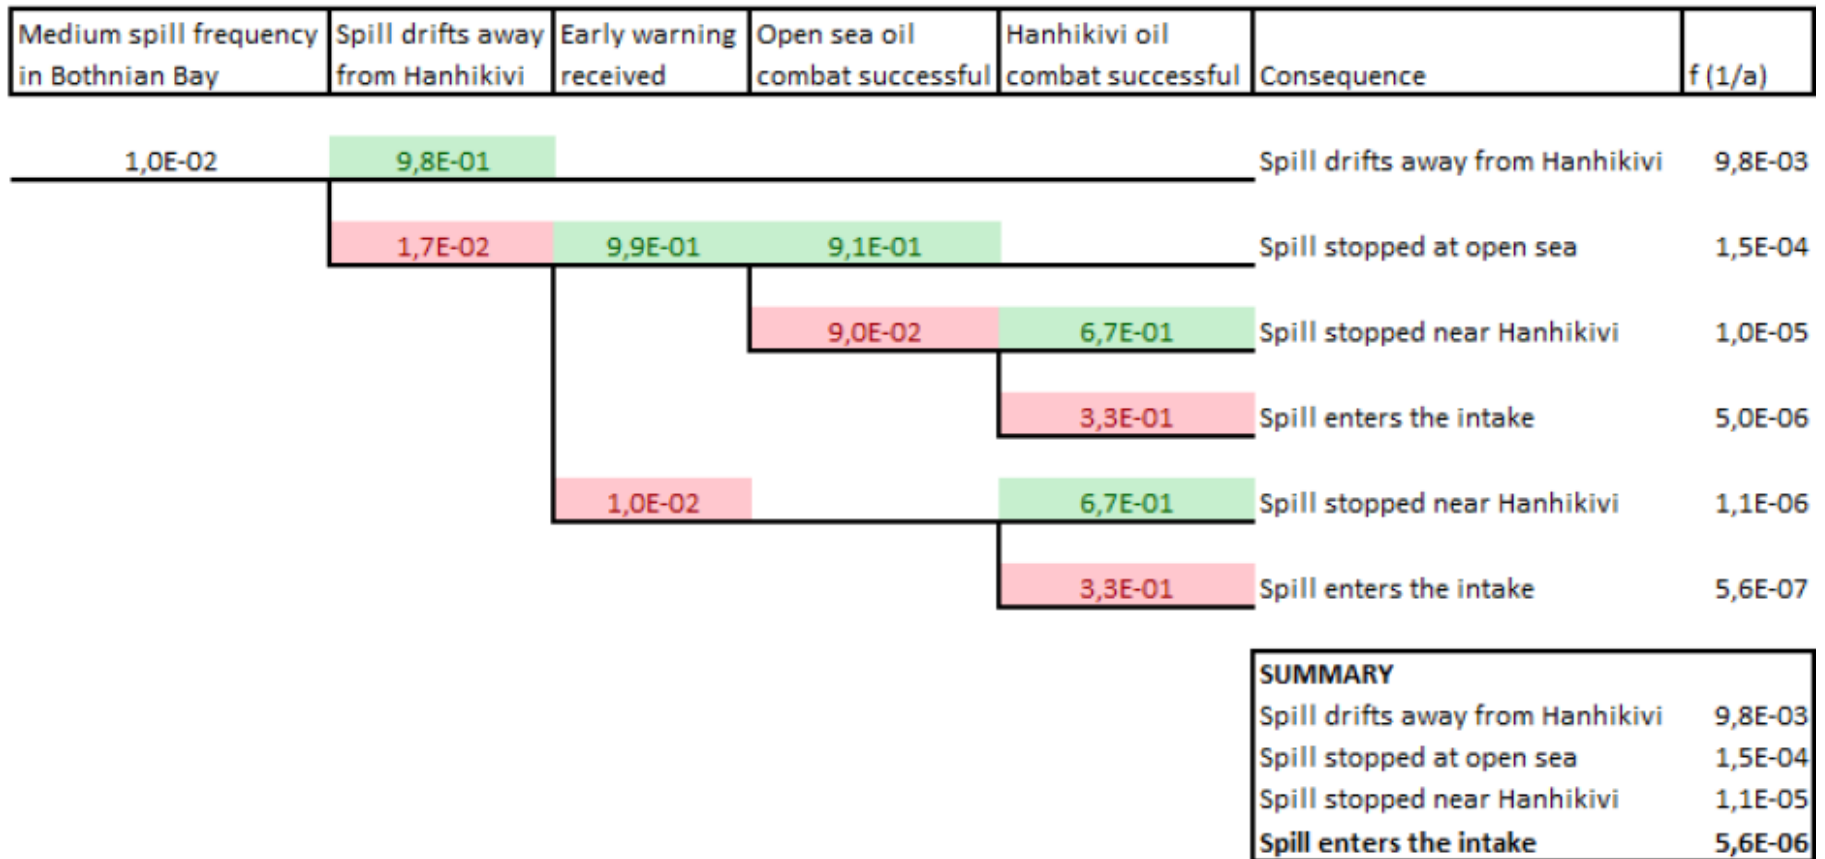 Medium spill frequency in Bothnian Bay
Spill drifts away from Hanhikivi
Early warning received
Open sea oil combat successful
Hanhikivi oil combat successful
Consequence
f (1/a)
1,0E-02 9,8E-01 Spill drifts away from Hanhikivi 9,8E-03
1,7E-02 9,9E-01 9,1E-01 Spill stopped at open sea 1,5E-04
9,0E-02 6,7E-01 Spill stopped near Hanhikivi 1,0E-05
3,3E-01 Spill enters the intake 5,0E-06
1,0E-02 6,7E-01 Spill stopped near Hanhikivi 1,1E-06
3,3E-01 Spill enters the intake 5,6E-07
SUMMARY
Spill drifts away from Hanhikivi 9,8E-03
Spill stopped at open sea 1,5E-04
Spill stopped near Hanhikivi 1,1E-05
Spill enters the intake 5,6E-06